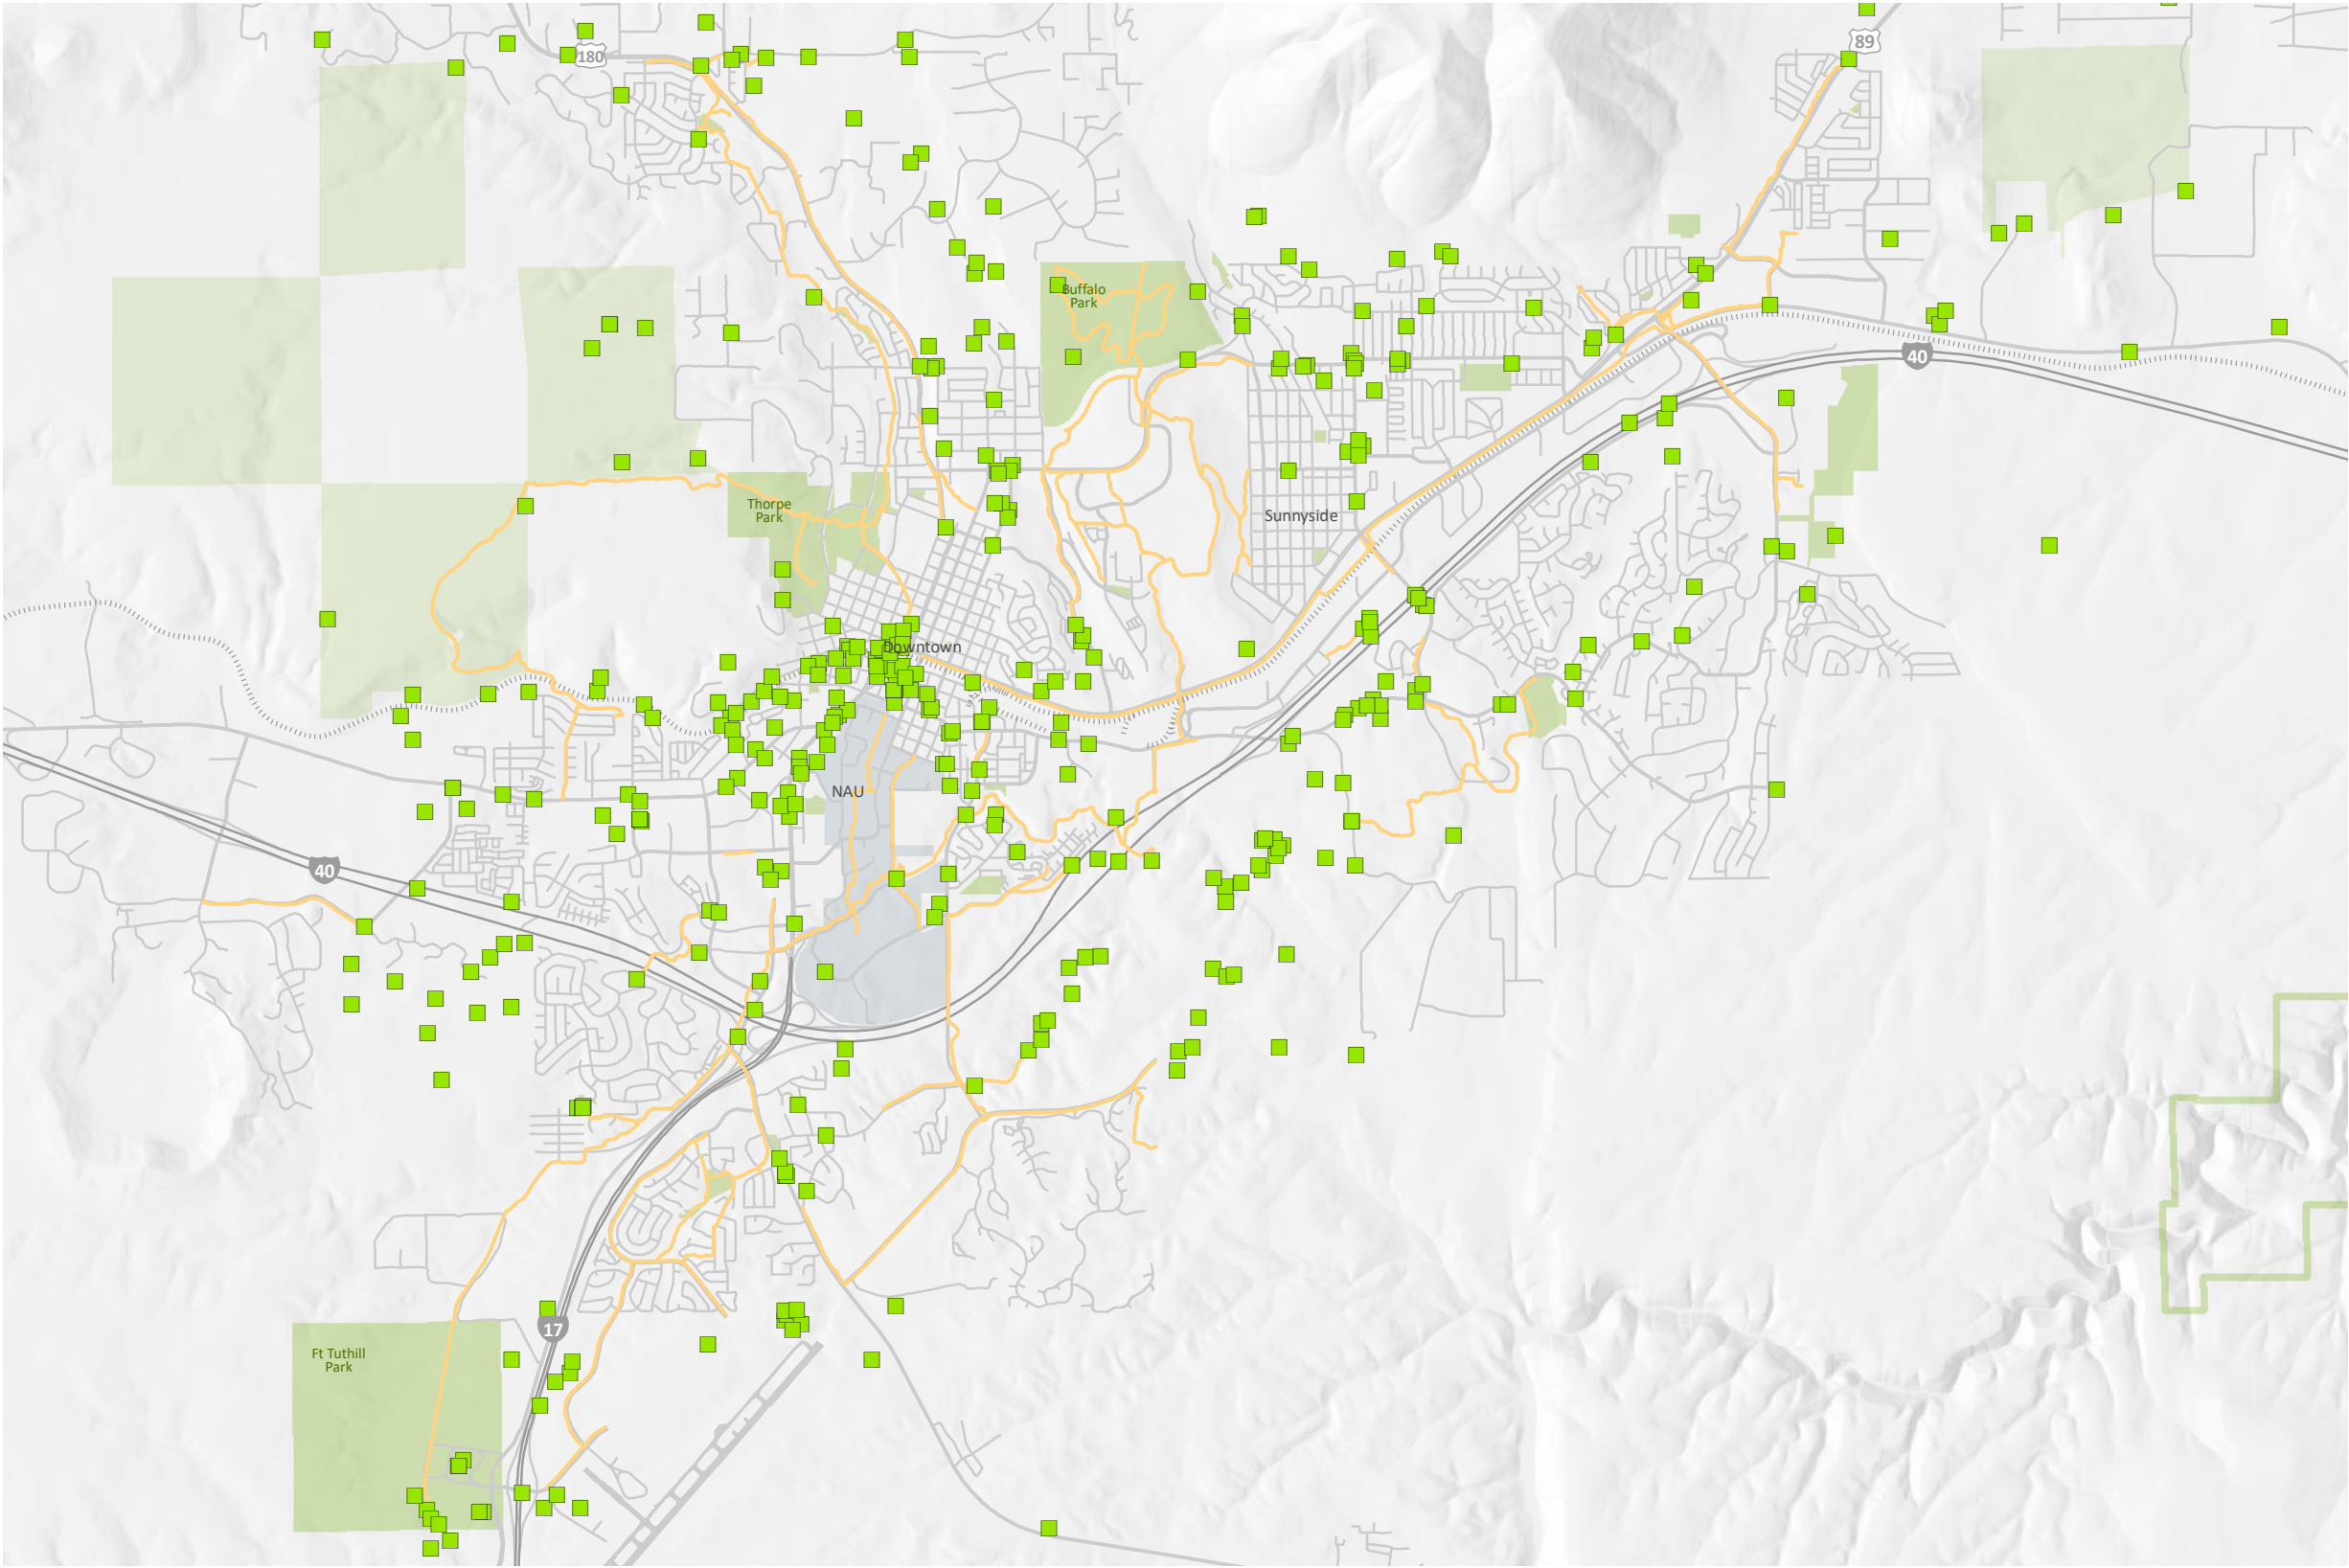 180
89
Buffalo
Park
40
Thorpe
Park
Sunnyside
Downtown
NAU
40
17
Ft Tuthill
Park